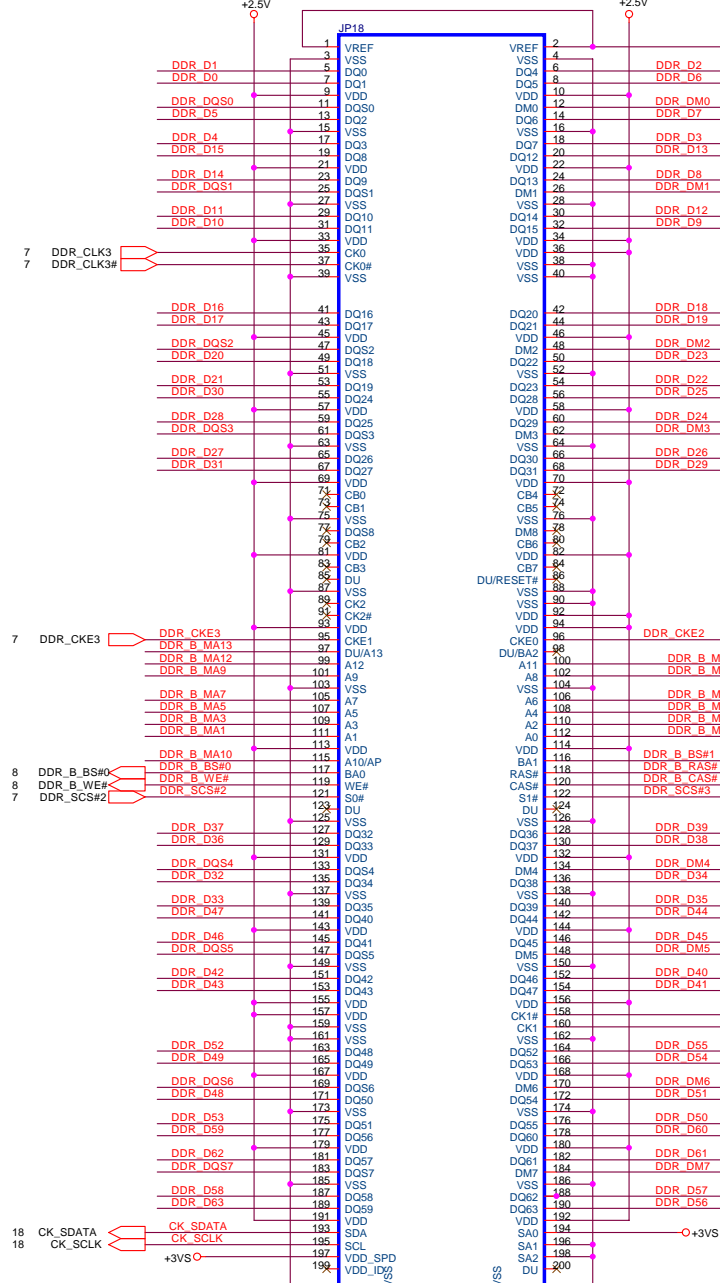 +2.5V +2.5V
JP18
1 VREF VREF 2
3 VSS VSS 4
DDR_D1 5 DQ0 DQ4 6 DDR_D2
DDR_D0 7 DQ1 DQ5 8 DDR_D6
9 VDD VDD 10
DDR_DQS0 11 DQS0 DM0 12 DDR_DM0
DDR_D5 13 DQ2 DQ6 14 DDR_D7
15 VSS VSS 16
DDR_D4 17 DQ3 DQ7 18 DDR_D3
DDR_D15 19 DQ8 DQ12 20 DDR_D13
21 VDD VDD 22
DDR_D14 23 DQ9 DQ13 24 DDR_D8
DDR_DQS1 25 DQS1 DM1 26 DDR_DM1
27 VSS VSS 28
DDR_D11 29 DQ10 DQ14 30 DDR_D12
DDR_D10 31 DQ11 DQ15 32 DDR_D9
33 VDD VDD 34
7 DDR_CLK3 35 CK0 VDD 36
7 DDR_CLK3# 37 CK0# VSS 38
39 VSS VSS 40
DDR_D16 41 DQ16 DQ20 42 DDR_D18
DDR_D17 43 DQ17 DQ21 44 DDR_D19
45 VDD VDD 46
DDR_DQS2 47 DQS2 DM2 48 DDR_DM2
DDR_D20 49 DQ18 DQ22 50 DDR_D23
51 VSS VSS 52
DDR_D21 53 DQ19 DQ23 54 DDR_D22
DDR_D30 55 DQ24 DQ28 56 DDR_D25
57 VDD VDD 58
DDR_D28 59 DQ25 DQ29 60 DDR_D24
DDR_DQS3 61 DQS3 DM3 62 DDR_DM3
63 VSS VSS 64
DDR_D27 65 DQ26 DQ30 66 DDR_D26
DDR_D31 67 DQ27 DQ31 68 DDR_D29
69 VDD VDD 70
71 CB0 CB4 72
73 CB1 CB5 74
75 VSS VSS 76
77 DQS8 DM8 78
79 CB2 CB6 80
81 VDD VDD 82
83 CB3 CB7 84
85 DU DU/RESET# 86
87 VSS VSS 88
89 CK2 VSS 90
91 CK2# VDD 92
93 VDD VDD 94
7 DDR_CKE3 DDR_CKE3 95 CKE1 CKE0 96 DDR_CKE2
DDR_B_MA13 97 DU/A13 DU/BA2 98
DDR_B_MA12 99 A12 A11 100 DDR_B_M
DDR_B_MA9 101 A9 A8 102 DDR_B_M
103 VSS VSS 104
DDR_B_MA7 105 A7 A6 106 DDR_B_M
DDR_B_MA5 107 A5 A4 108 DDR_B_M
DDR_B_MA3 109 A3 A2 110 DDR_B_M
DDR_B_MA1 111 A1 A0 112 DDR_B_M
113 VDD VDD 114
DDR_B_MA10 115 A10/AP BA1 116 DDR_B_BS#1
8 DDR_B_BS#0 DDR_B_BS#0 117 BA0 RAS# 118 DDR_B_RAS#
8 DDR_B_WE# DDR_B_WE# 119 WE# CAS# 120 DDR_B_CAS#
7 DDR_SCS#2 DDR_SCS#2 121 S0# S1# 122 DDR_SCS#3
123 DU DU 124
125 VSS VSS 126
DDR_D37 127 DQ32 DQ36 128 DDR_D39
DDR_D36 129 DQ33 DQ37 130 DDR_D38
131 VDD VDD 132
DDR_DQS4 133 DQS4 DM4 134 DDR_DM4
DDR_D32 135 DQ34 DQ38 136 DDR_D34
137 VSS VSS 138
DDR_D33 139 DQ35 DQ39 140 DDR_D35
DDR_D47 141 DQ40 DQ44 142 DDR_D44
143 VDD VDD 144
DDR_D46 145 DQ41 DQ45 146 DDR_D45
DDR_DQS5 147 DQS5 DM5 148 DDR_DM5
149 VSS VSS 150
DDR_D42 151 DQ42 DQ46 152 DDR_D40
DDR_D43 153 DQ43 DQ47 154 DDR_D41
155 VDD VDD 156
157 VDD CK1# 158
159 VSS CK1 160
161 VSS VSS 162
DDR_D52 163 DQ48 DQ52 164 DDR_D55
DDR_D49 165 DQ49 DQ53 166 DDR_D54
167 VDD VDD 168
DDR_DQS6 169 DQS6 DM6 170 DDR_DM6
DDR_D48 171 DQ50 DQ54 172 DDR_D51
173 VSS VSS 174
DDR_D53 175 DQ51 DQ55 176 DDR_D50
DDR_D59 177 DQ56 DQ60 178 DDR_D60
179 VDD VDD 180
DDR_D62 181 DQ57 DQ61 182 DDR_D61
DDR_DQS7 183 DQS7 DM7 184 DDR_DM7
185 VSS VSS 186
DDR_D58 187 DQ58 DQ62 188 DDR_D57
DDR_D63 189 DQ59 DQ63 190 DDR_D56
191 VDD VDD 192
18 CK_SDATA CK_SDATA 193 SDA SA0 194 +3VS
18 CK_SCLK CK_SCLK 195 SCL SA1 196
+3VS 197 VDD_SPD SA2 198
199 VDD_ID DU 200
/SS /SS